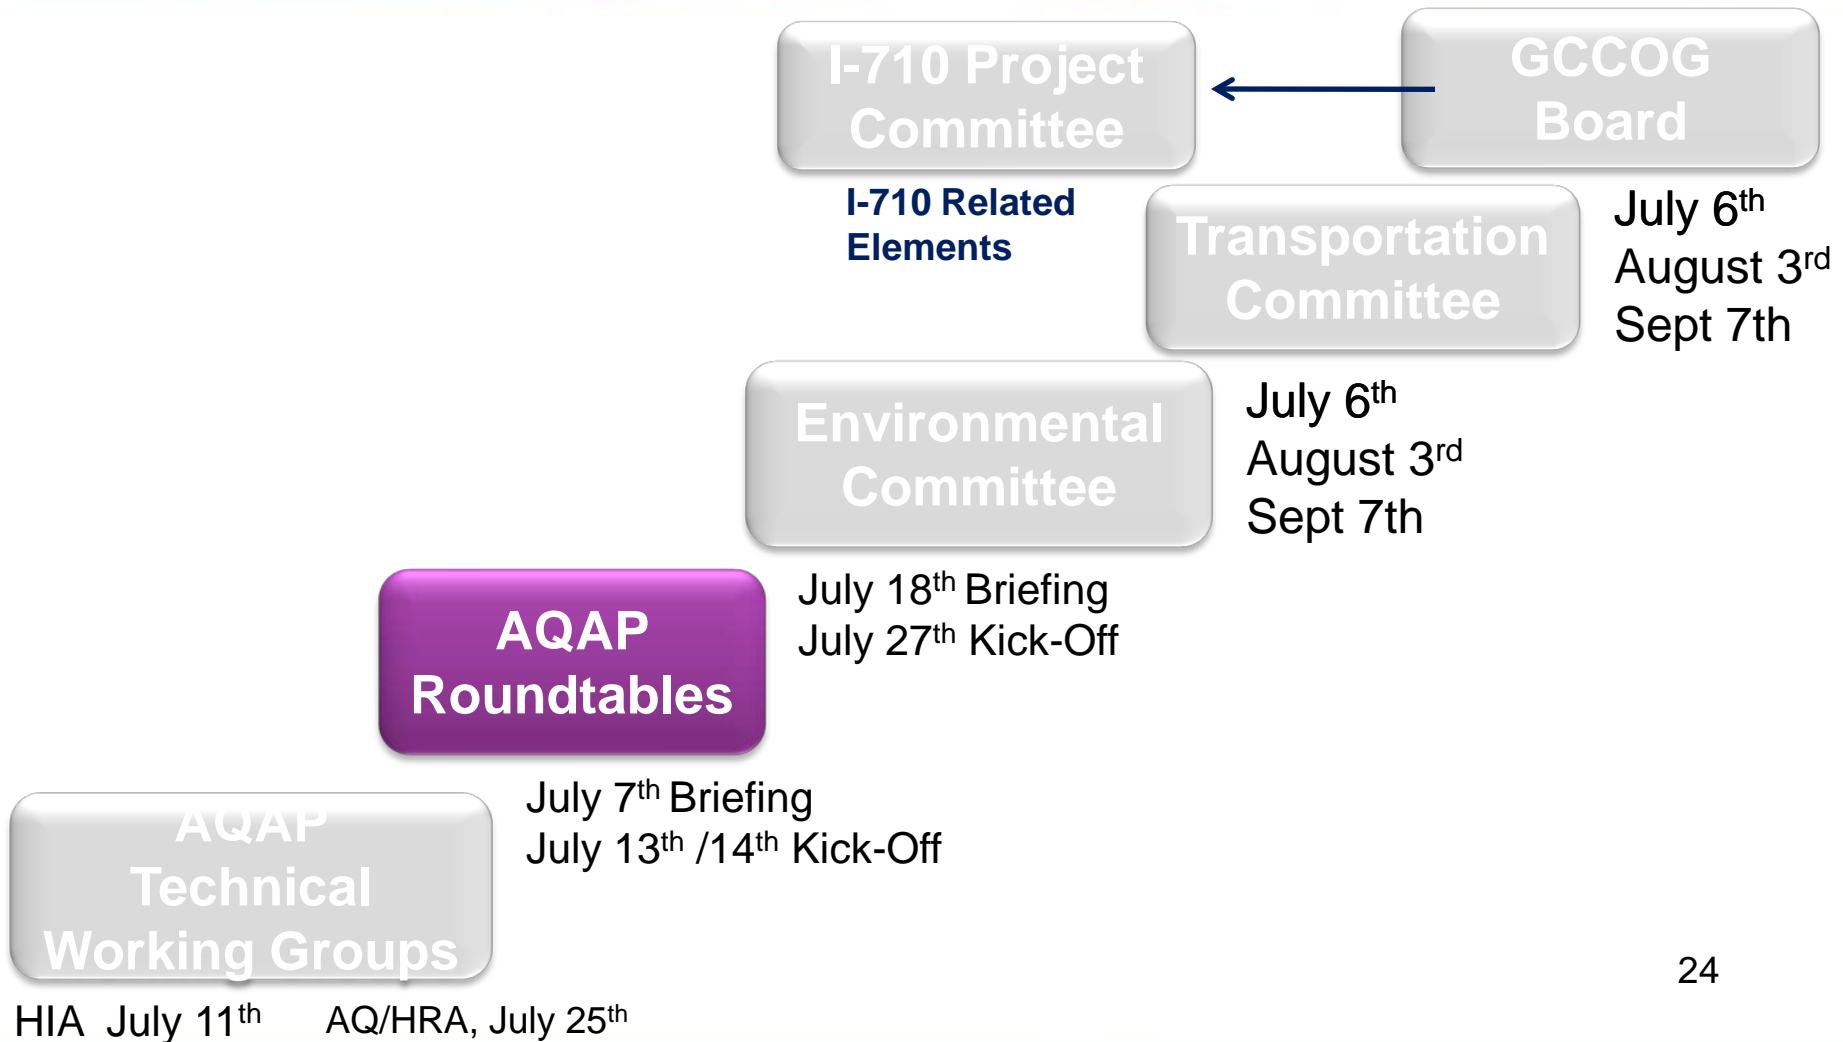 I-710 Project
Committee
GCCOG
Board
I-710 Related
Elements
Transportation
Committee
July 6th
August 3rd
Sept 7th
Environmental
Committee
July 6th
August 3rd
Sept 7th
AQAP
Roundtables
July 18th Briefing
July 27th Kick-Off
AQAP
Technical
Working Groups
July 7th Briefing
July 13th /14th Kick-Off
HIA July 11th
AQ/HRA, July 25th
24